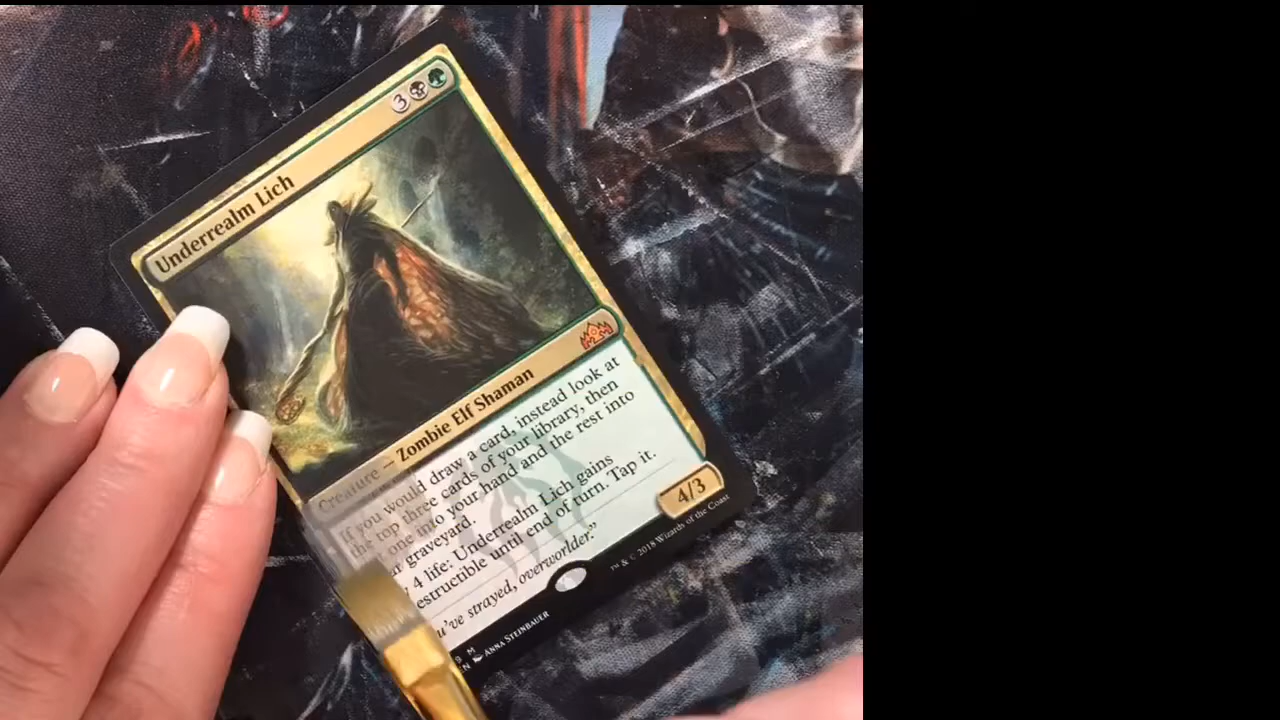 Underrealm Lich
3
Creature — Zombie Elf Shaman
If you would draw a card, instead look at
the top three cards of your library, then
one into your hand and the rest into
graveyard.
4 life: Underrealm Lich gains
estructible until end of turn. Tap it.
u've strayed, overworlder."
4/3
M
N Anna Steinbauer
™ & © 2018 Wizards of the Coast